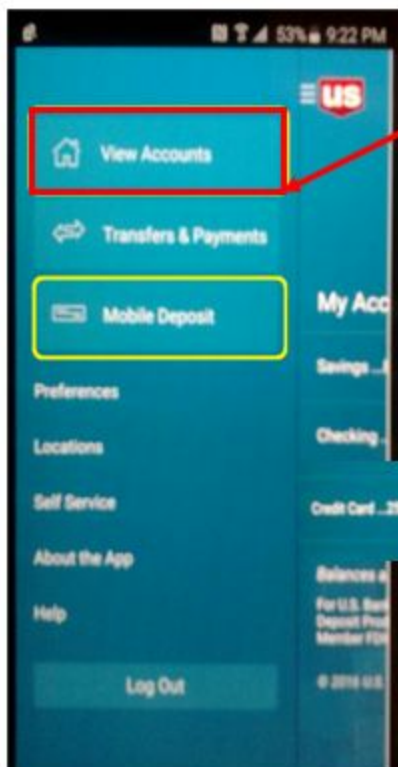 53% 9:22 PM
us
View Accounts
Transfers & Payments
Mobile Deposit
My Acc
Savings ...
Preferences
Checking ..
Locations
Self Service
Credit Card ...
About the App
Balances a
For U.S. Ban
Deposit Prod
Member FDI
Help
Log Out
© 2016 U.S.